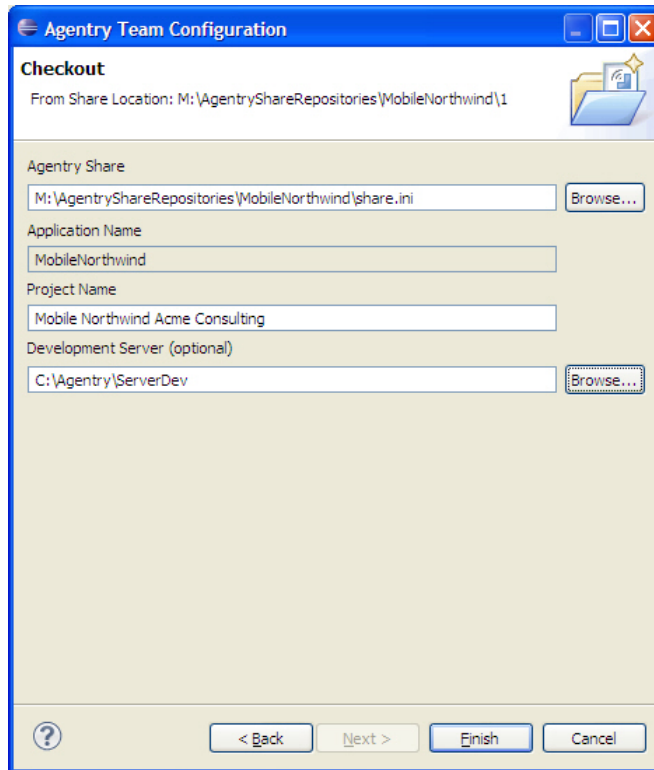 Agentry Team Configuration
Checkout
From Share Location: M:\AgentryShareRepositories\MobileNorthwind\1
Agentry Share
M:\AgentryShareRepositories\MobileNorthwind\share.ini
Browse...
Application Name
MobileNorthwind
Project Name
Mobile Northwind Acme Consulting
Development Server (optional)
C:\Agentry\ServerDev
Browse...
? < Back Next > Finish Cancel